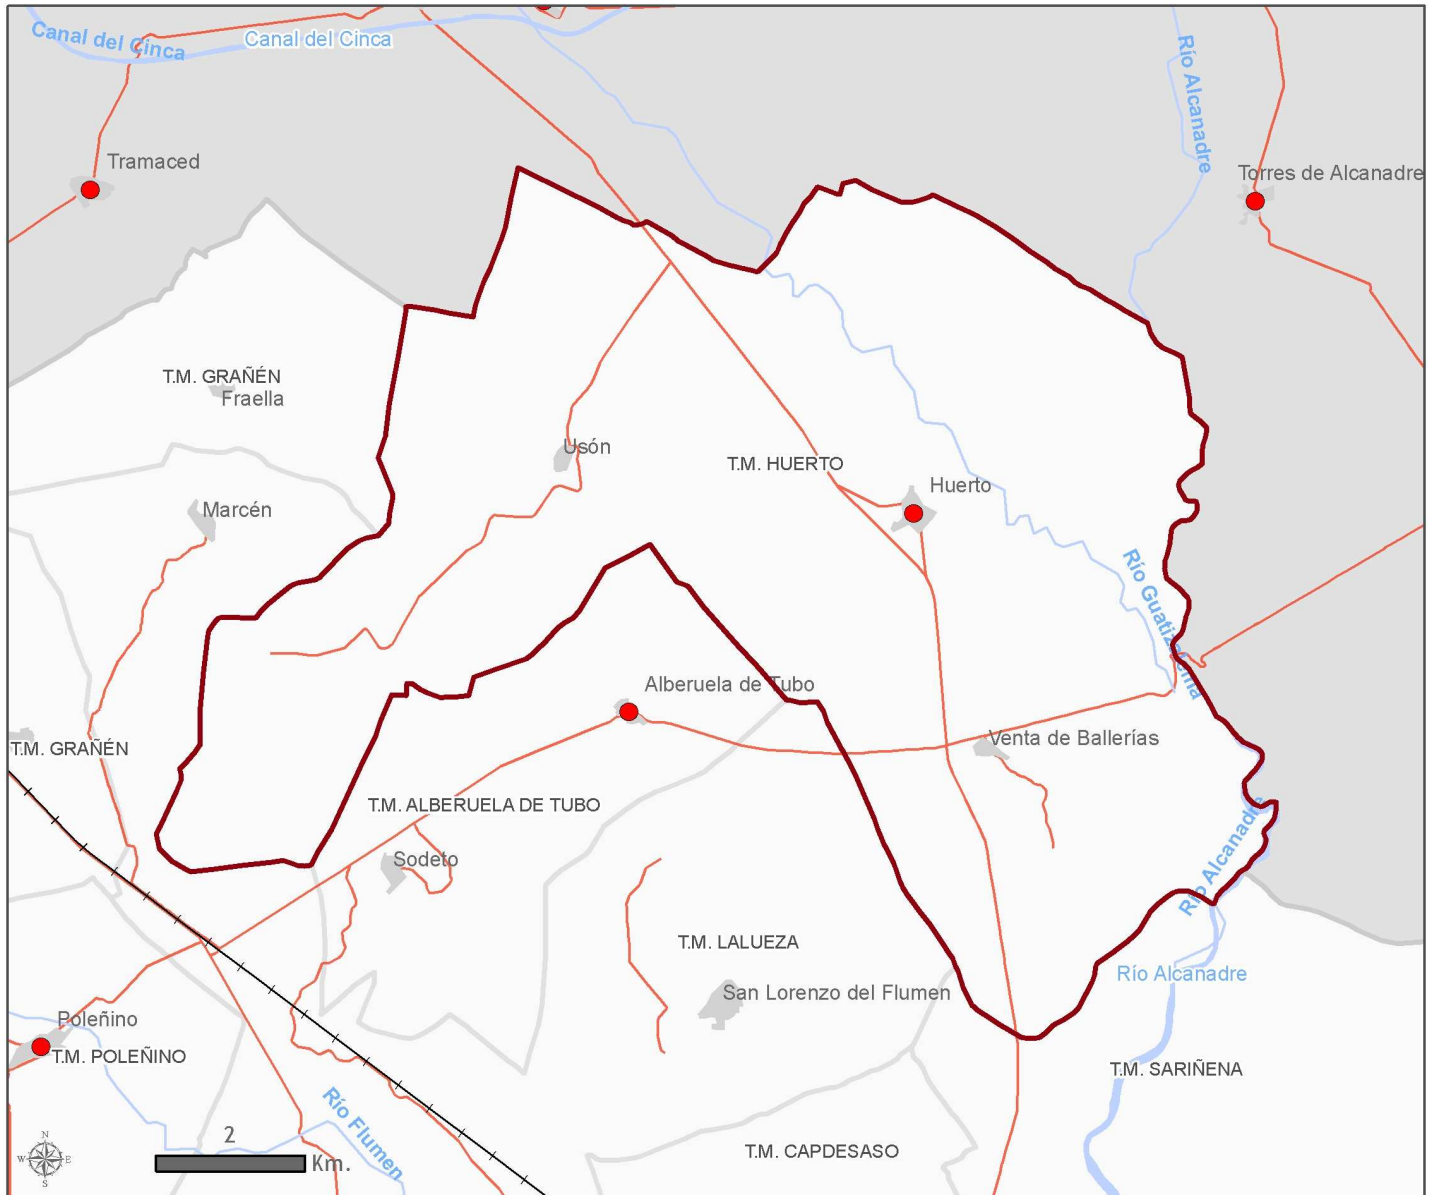 Canal del Cinca
Canal del Cinca
Río Alcanadre
Tramaced
Torres de Alcanadre
T.M. GRAÑÉN
Fraella
Usón
T.M. HUERTO
Huerto
Marcén
Río Guatizalema
Alberuela de Tubo
T.M. GRAÑÉN
Venta de Ballerías
T.M. ALBERUELA DE TUBO
Río Alcanadre
Sodeto
T.M. LALUEZA
Río Alcanadre
San Lorenzo del Flumen
Poleñino
T.M. POLEÑINO
T.M. SARIÑENA
Río Flumen
N
W E
S
2
Km.
T.M. CAPDESASO